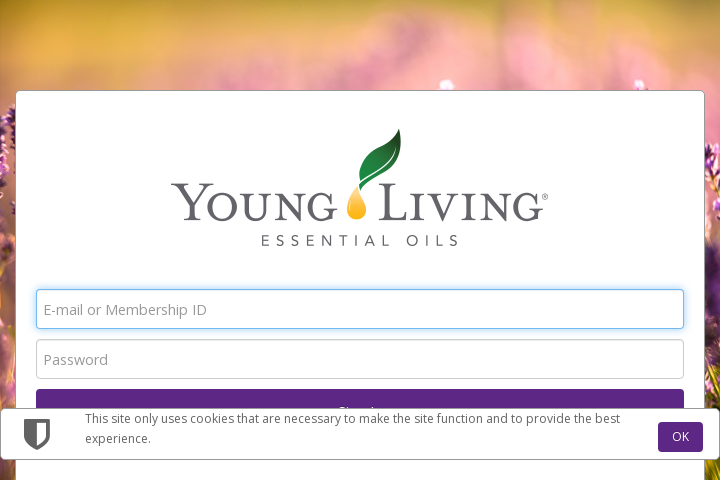 YOUNG LIVING®
ESSENTIAL OILS
E-mail or Membership ID
Password
This site only uses cookies that are necessary to make the site function and to provide the best
experience.
OK